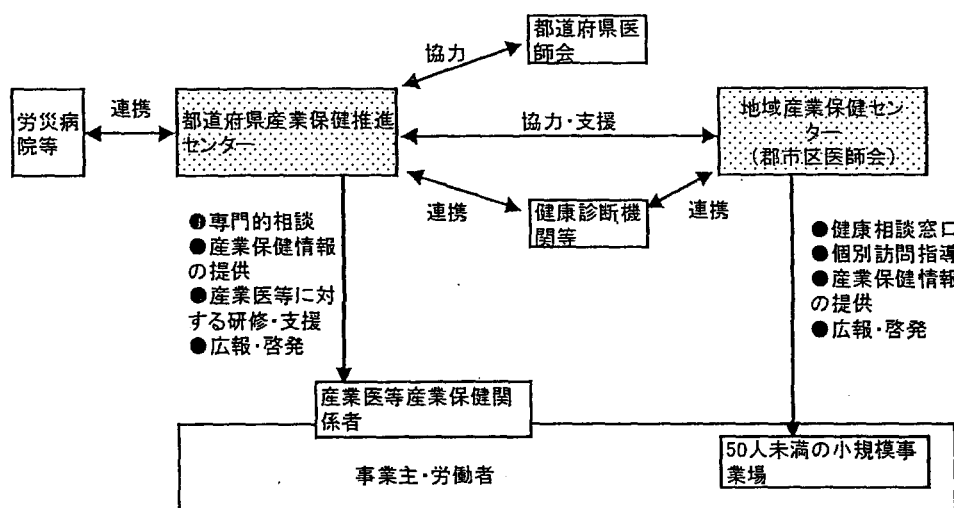 都道府県医
師会
協力
労災病
院等
連携
都道府県産業保健推進
センター
協力・支援
地域産業保健セン
ター
(郡市区医師会)
連携
健康診断機
関等
連携
●専門的相談
●産業保健情報
の提供
●産業医等に対
する研修・支援
●広報・啓発
●健康相談窓口
●個別訪問指導
●産業保健情報
の提供
●広報・啓発
産業医等産業保健関
係者
事業主・労働者
50人未満の小規模事
業場